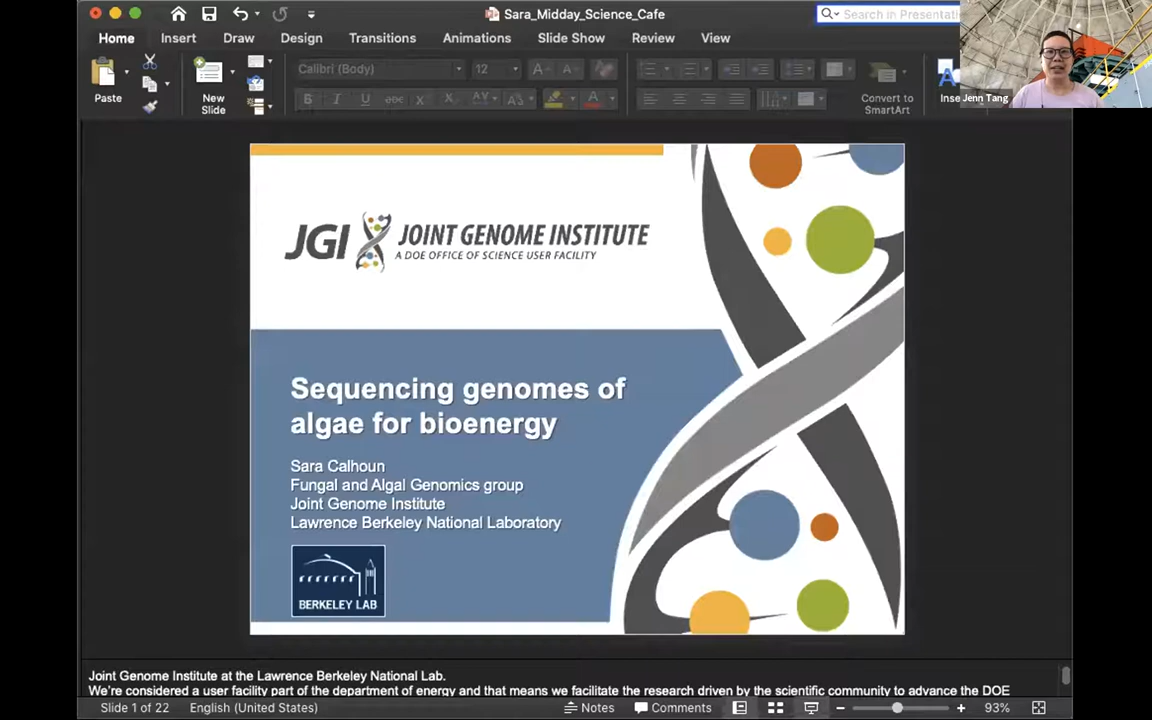 Sara_Midday_Science_Cafe
Search in Presentati
Home Insert Draw Design Transitions Animations Slide Show Review View
Paste
New
Slide
Calibri (Body) 12
Convert to
SmartArt
Inse
Jenn Tang
JGI JOINT GENOME INSTITUTE
A DOE OFFICE OF SCIENCE USER FACILITY
Sequencing genomes of
algae for bioenergy
Sara Calhoun
Fungal and Algal Genomics group
Joint Genome Institute
Lawrence Berkeley National Laboratory
BERKELEY LAB
Joint Genome Institute at the Lawrence Berkeley National Lab.
We're considered a user facility part of the department of energy and that means we facilitate the research driven by the scientific community to advance the DOE
Slide 1 of 22 English (United States) Notes Comments 93%